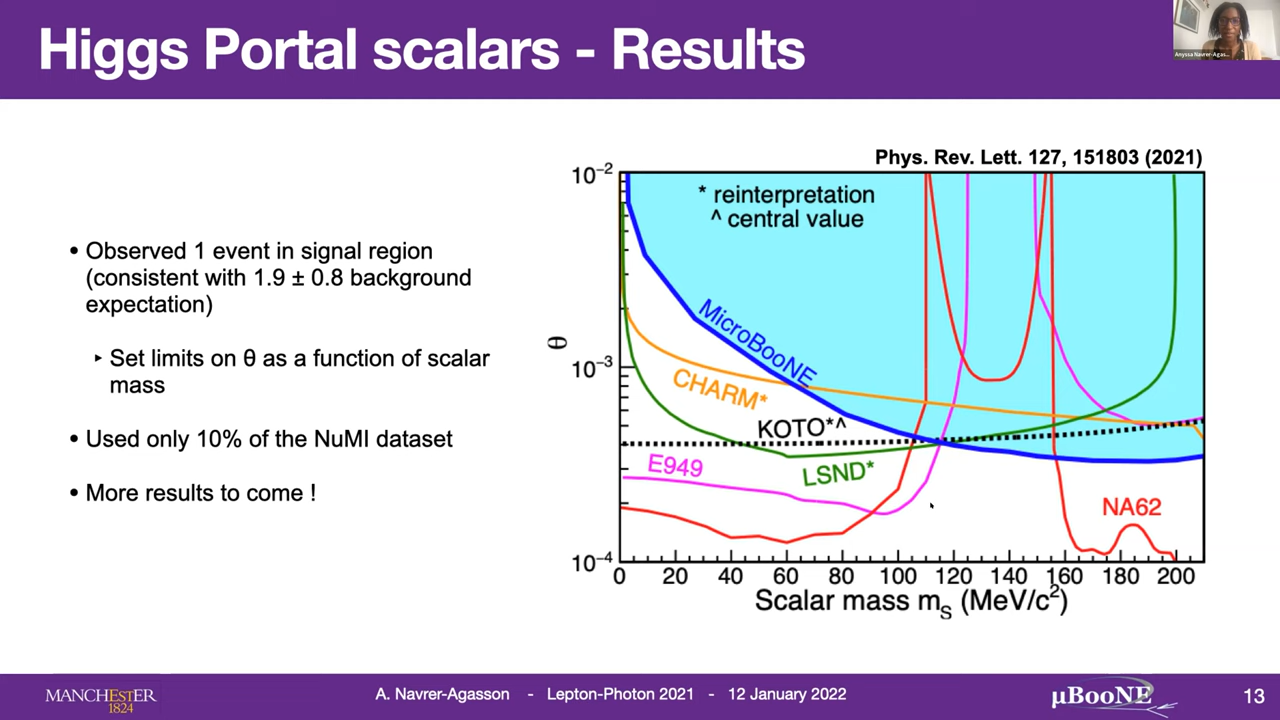 Higgs Portal scalars - Results
Anyssa Navrer-Agas...
Phys. Rev. Lett. 127, 151803 (2021)
• Observed 1 event in signal region
(consistent with 1.9 ± 0.8 background
expectation)
‣ Set limits on θ as a function of scalar
mass
• Used only 10% of the NuMI dataset
• More results to come !
* reinterpretation
^ central value
MicroBooNE
CHARM*
KOTO*^
E949
LSND*
NA62
θ
10⁻²
10⁻³
10⁻⁴
0 20 40 60 80 100 120 140 160 180 200
Scalar mass mS (MeV/c²)
MANCHESTER
1824
A. Navrer-Agasson - Lepton-Photon 2021 - 12 January 2022
µBooNE
13